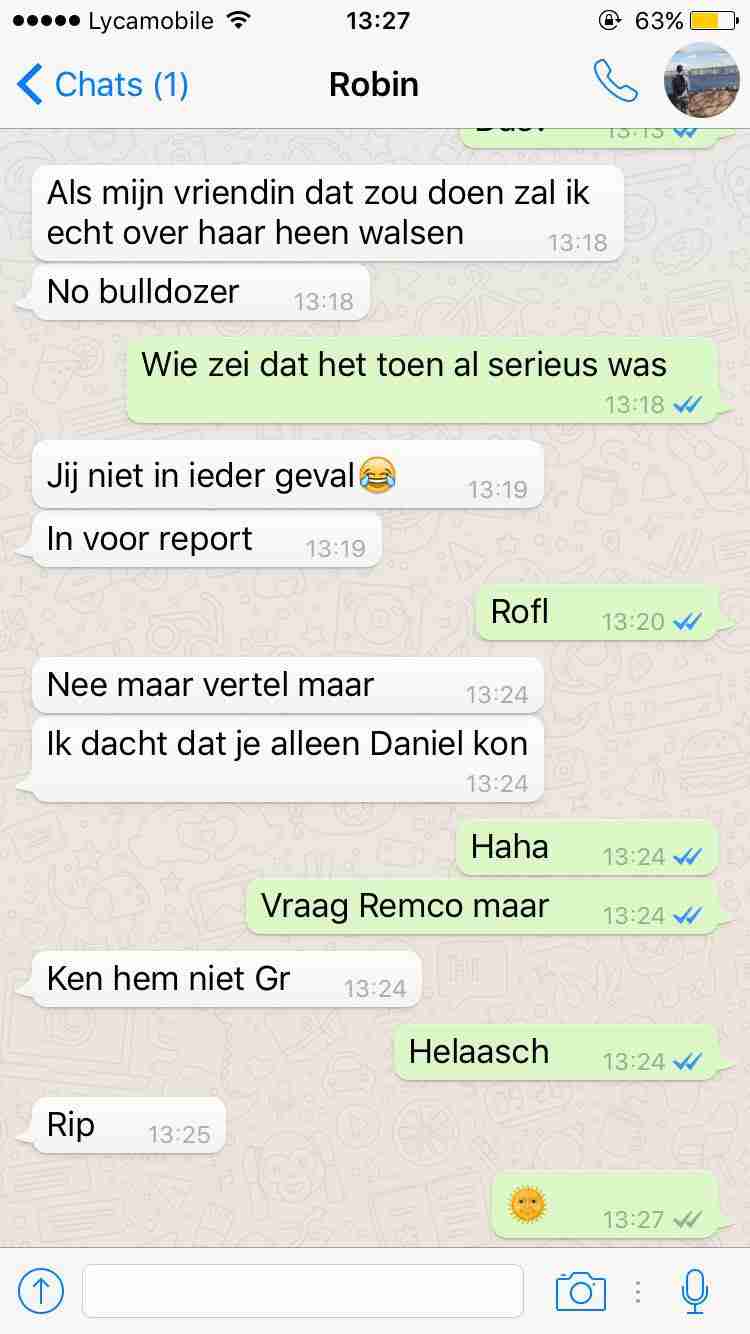 Lycamobile 13:27 63%
Chats (1) Robin
13:13
Als mijn vriendin dat zou doen zal ik
echt over haar heen walsen 13:18
No bulldozer 13:18
Wie zei dat het toen al serieus was
13:18
Jij niet in ieder geval😂 13:19
In voor report 13:19
Rofl 13:20
Nee maar vertel maar 13:24
Ik dacht dat je alleen Daniel kon
13:24
Haha 13:24
Vraag Remco maar 13:24
Ken hem niet Gr 13:24
Helaasch 13:24
Rip 13:25
🌞 13:27